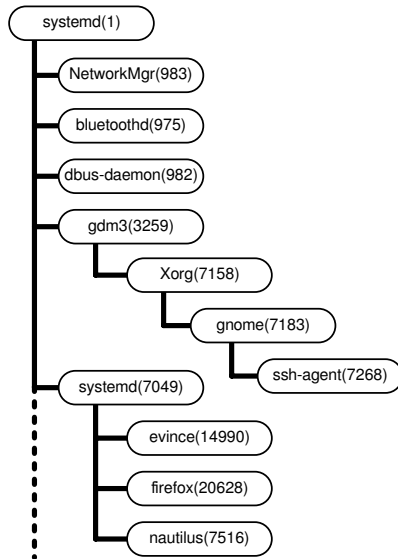 systemd(1)
NetworkMgr(983)
bluetoothd(975)
dbus-daemon(982)
gdm3(3259)
Xorg(7158)
gnome(7183)
ssh-agent(7268)
systemd(7049)
evince(14990)
firefox(20628)
nautilus(7516)